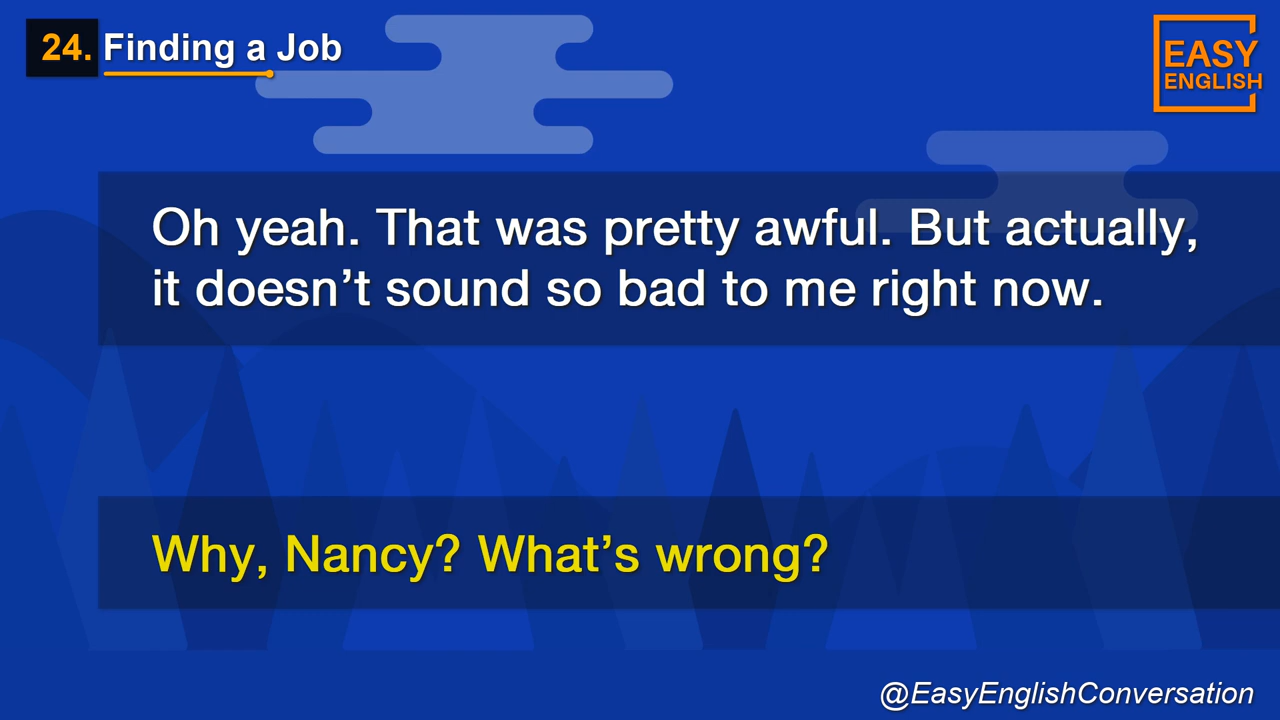 24. Finding a Job
EASY
ENGLISH
Oh yeah. That was pretty awful. But actually,
it doesn’t sound so bad to me right now.
Why, Nancy? What’s wrong?
@EasyEnglishConversation